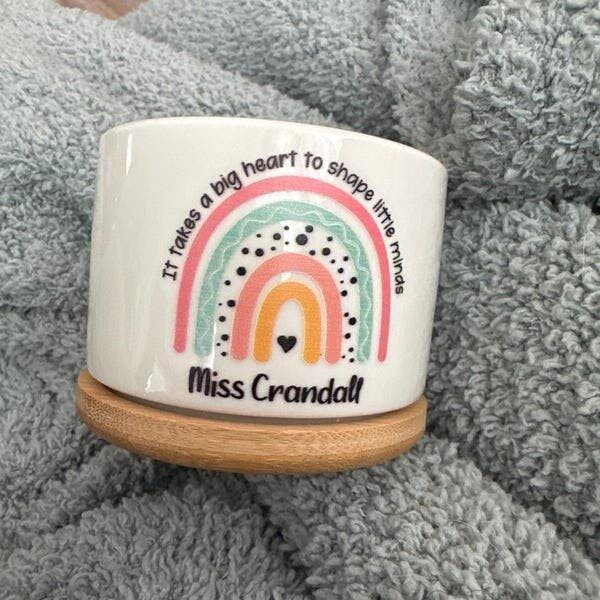 It takes a big heart to shape little minds
Miss Crandall